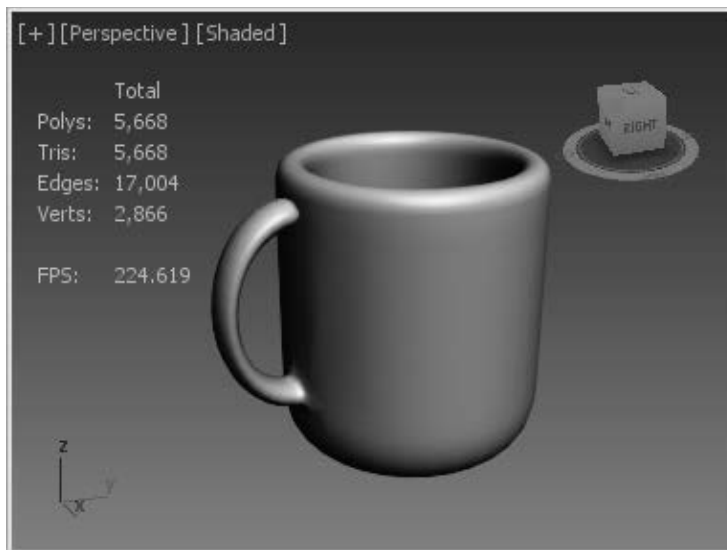 [+][Perspective][Shaded]
Total
Polys: 5,668
Tris: 5,668
Edges: 17,004
Verts: 2,866
FPS: 224.619
RIGHT
z
y
x